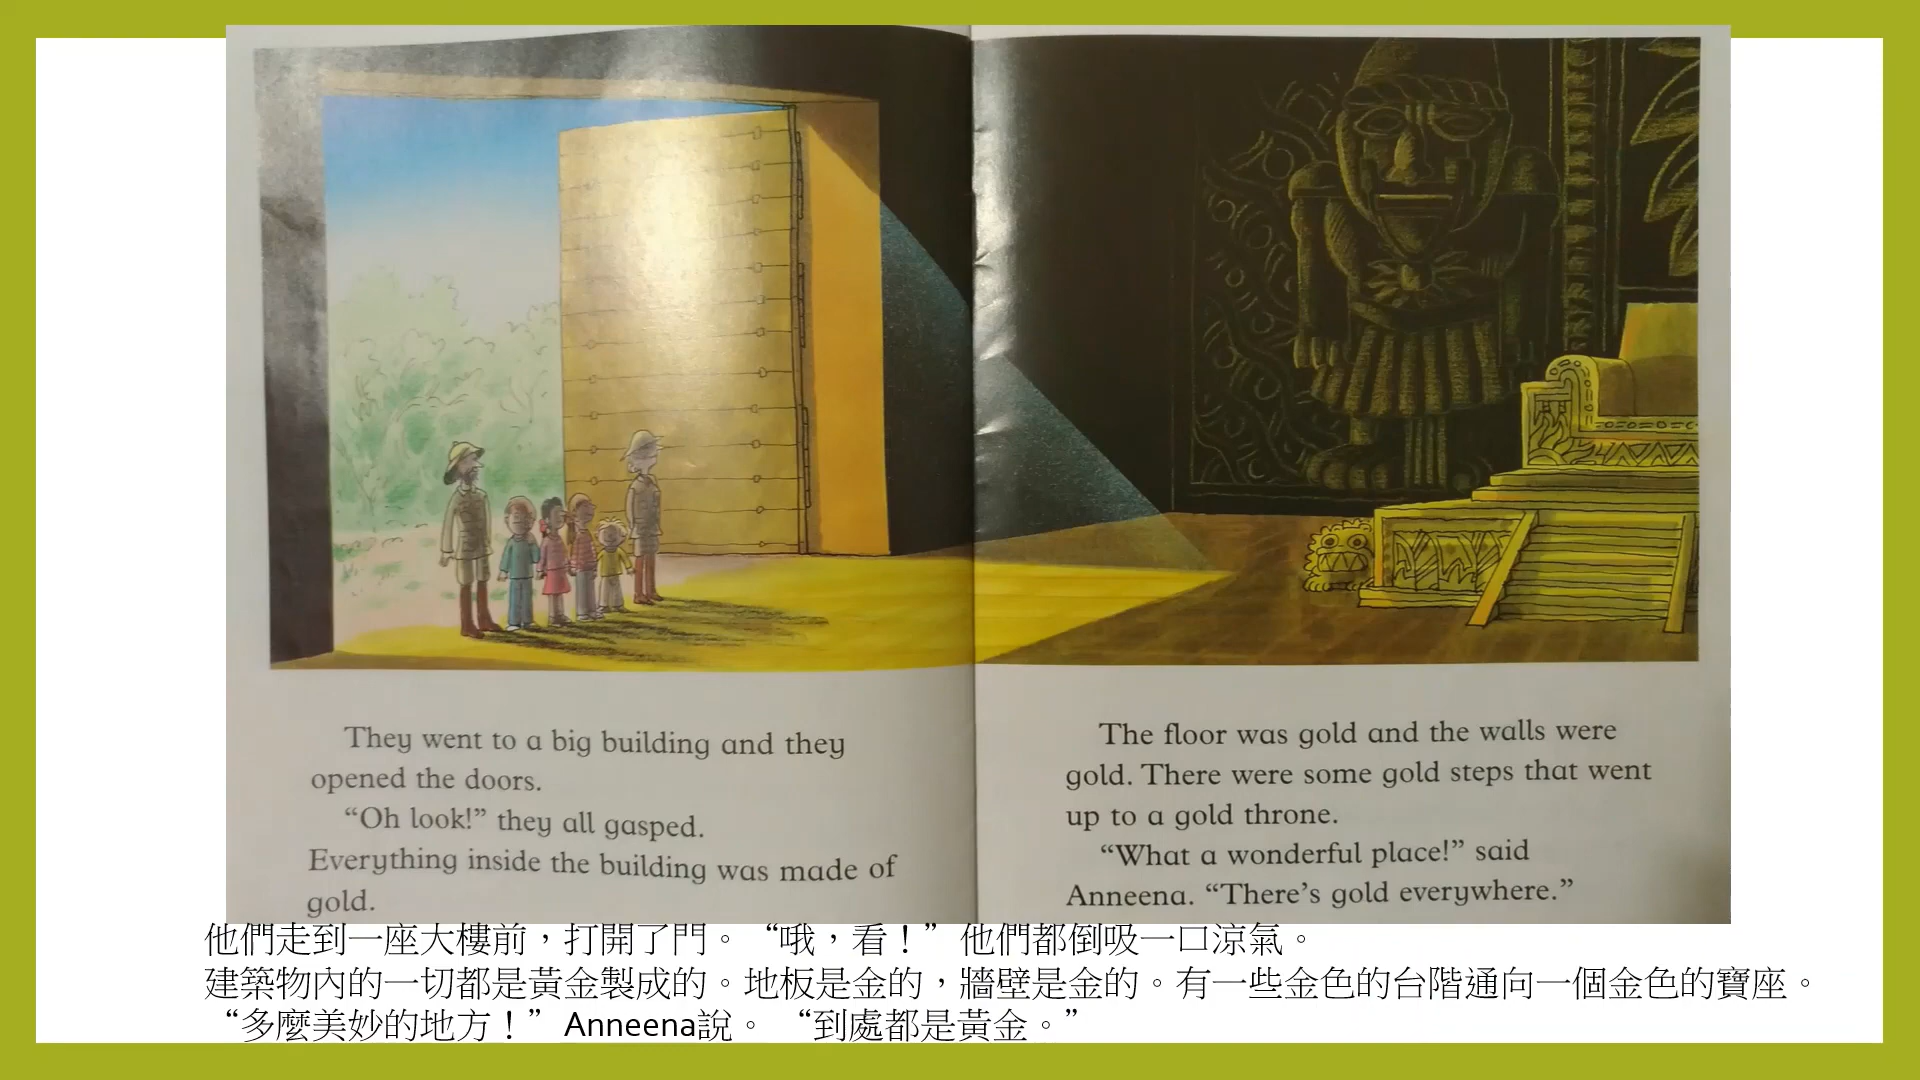 They went to a big building and they
opened the doors.
“Oh look!” they all gasped.
Everything inside the building was made of
gold.
The floor was gold and the walls were
gold. There were some gold steps that went
up to a gold throne.
“What a wonderful place!” said
Anneena. “There’s gold everywhere.”
他們走到一座大樓前，打開了門。“哦，看！”他們都倒吸一口涼氣。
建築物內的一切都是黃金製成的。地板是金的，牆壁是金的。有一些金色的台階通向一個金色的寶座。
“多麼美妙的地方！”Anneena說。 “到處都是黃金。”